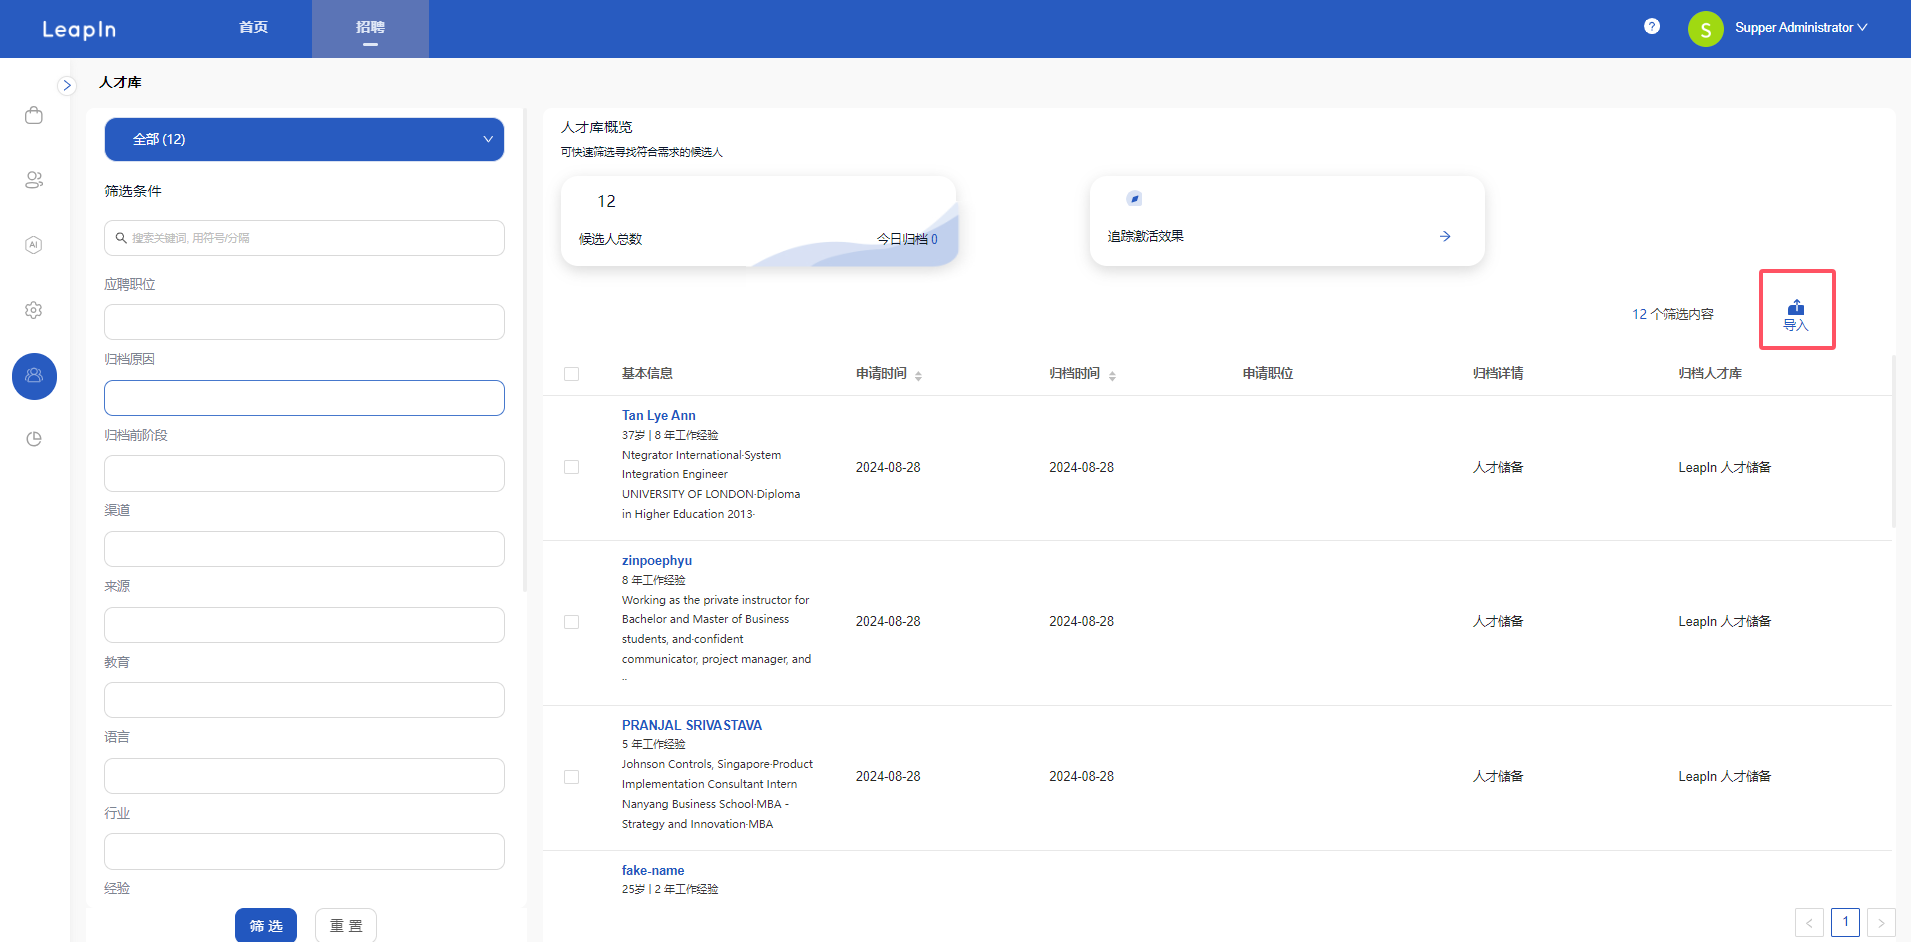 LeapIn
首页
招聘
?
S
Supper Administrator
人才库
全部 (12)
筛选条件
搜索关键词, 用符号/分隔
应聘职位
归档原因
归档前阶段
渠道
来源
教育
语言
行业
经验
筛 选
重 置
人才库概览
可快速筛选寻找符合需求的候选人
12
候选人总数
今日归档 0
追踪激活效果
12 个筛选内容
导入
基本信息
申请时间
归档时间
申请职位
归档详情
归档人才库
Tan Lye Ann
37岁 | 8 年工作经验
Ntegrator International·System
Integration Engineer
UNIVERSITY OF LONDON·Diploma
in Higher Education 2013·
2024-08-28
2024-08-28
人才储备
LeapIn 人才储备
zinpoephyu
8 年工作经验
Working as the private instructor for
Bachelor and Master of Business
students, and·confident
communicator, project manager, and
..
2024-08-28
2024-08-28
人才储备
LeapIn 人才储备
PRANJAL SRIVASTAVA
5 年工作经验
Johnson Controls, Singapore·Product
Implementation Consultant Intern
Nanyang Business School·MBA -
Strategy and Innovation·MBA
2024-08-28
2024-08-28
人才储备
LeapIn 人才储备
fake-name
25岁 | 2 年工作经验
< 1 >
AI